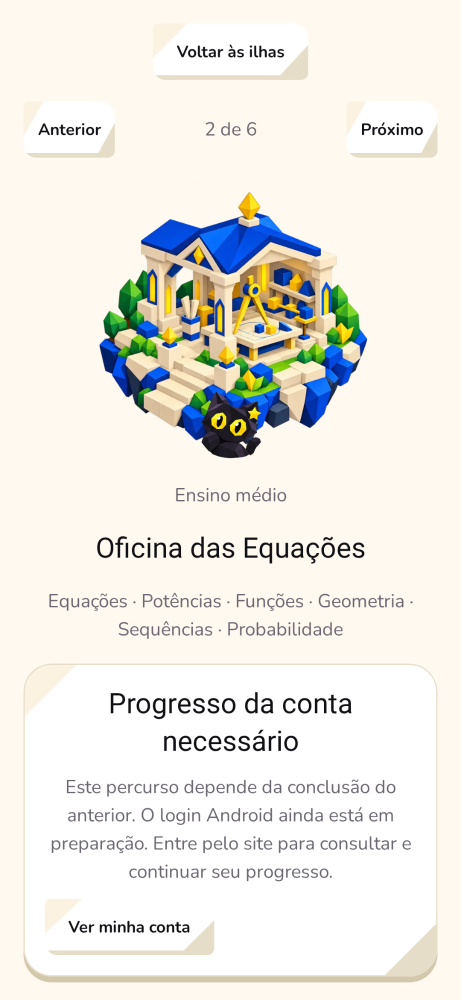 Voltar às ilhas
Anterior
2 de 6
Próximo
Ensino médio
Oficina das Equações
Equações · Potências · Funções · Geometria ·
Sequências · Probabilidade
Progresso da conta
necessário
Este percurso depende da conclusão do
anterior. O login Android ainda está em
preparação. Entre pelo site para consultar e
continuar seu progresso.
Ver minha conta